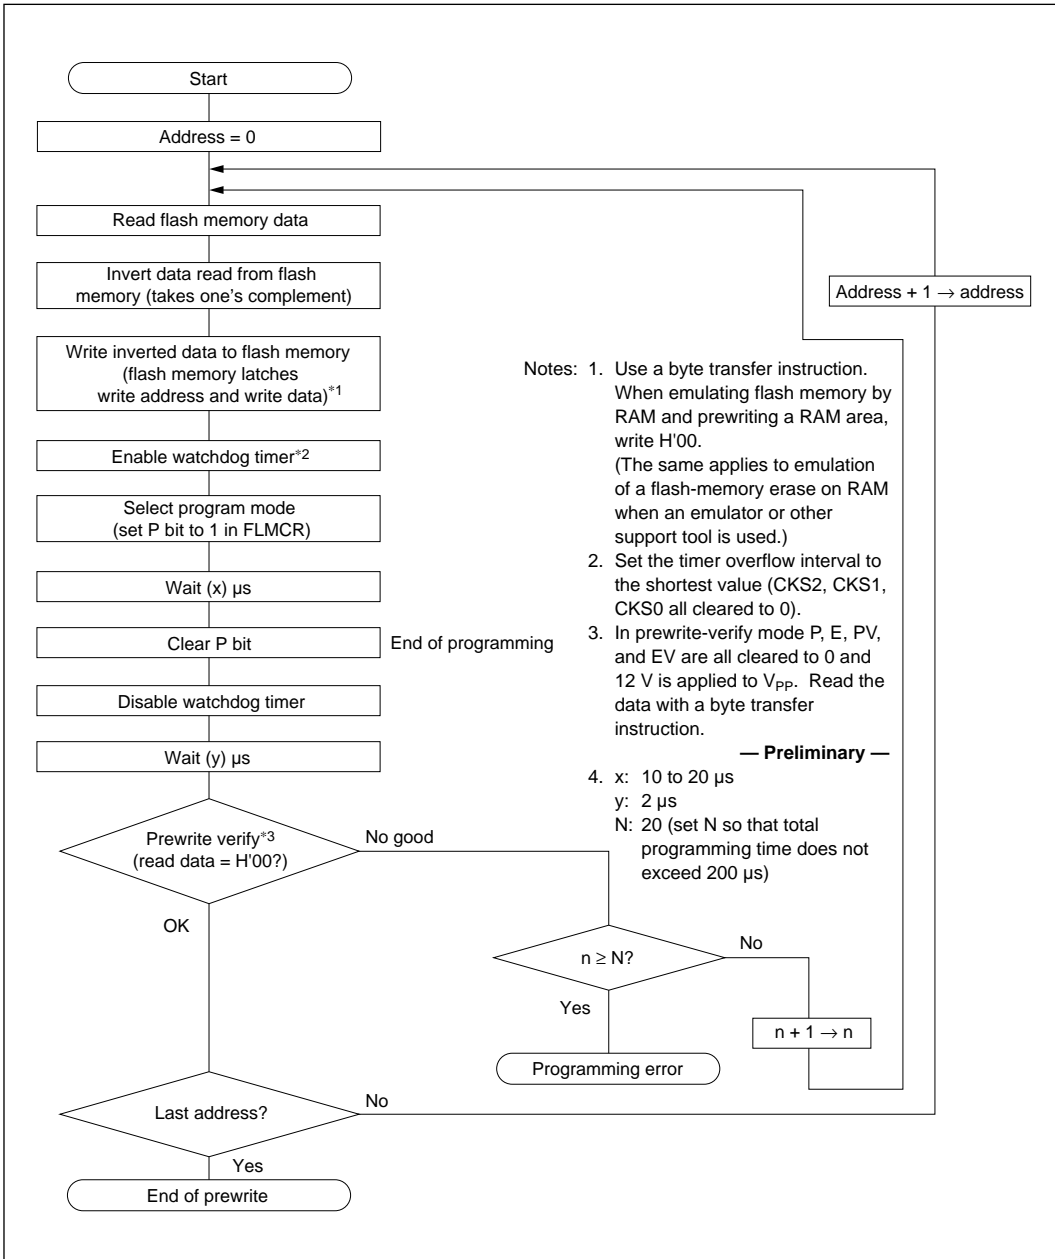 Start
Address = 0
Read flash memory data
Invert data read from flash
memory (takes one's complement)
Address + 1 → address
Write inverted data to flash memory
(flash memory latches
write address and write data)*1
Enable watchdog timer*2
Select program mode
(set P bit to 1 in FLMCR)
Wait (x) µs
Clear P bit
End of programming
Disable watchdog timer
Wait (y) µs
Notes: 1. Use a byte transfer instruction.
When emulating flash memory by
RAM and prewriting a RAM area,
write H'00.
(The same applies to emulation
of a flash-memory erase on RAM
when an emulator or other
support tool is used.)
2. Set the timer overflow interval to
the shortest value (CKS2, CKS1,
CKS0 all cleared to 0).
3. In prewrite-verify mode P, E, PV,
and EV are all cleared to 0 and
12 V is applied to VPP. Read the
data with a byte transfer
instruction.
— Preliminary —
4. x: 10 to 20 µs
y: 2 µs
N: 20 (set N so that total
programming time does not
exceed 200 µs)
Prewrite verify*3
(read data = H'00?)
No good
OK
n ≥ N?
No
Yes
n + 1 → n
Programming error
Last address?
No
Yes
End of prewrite